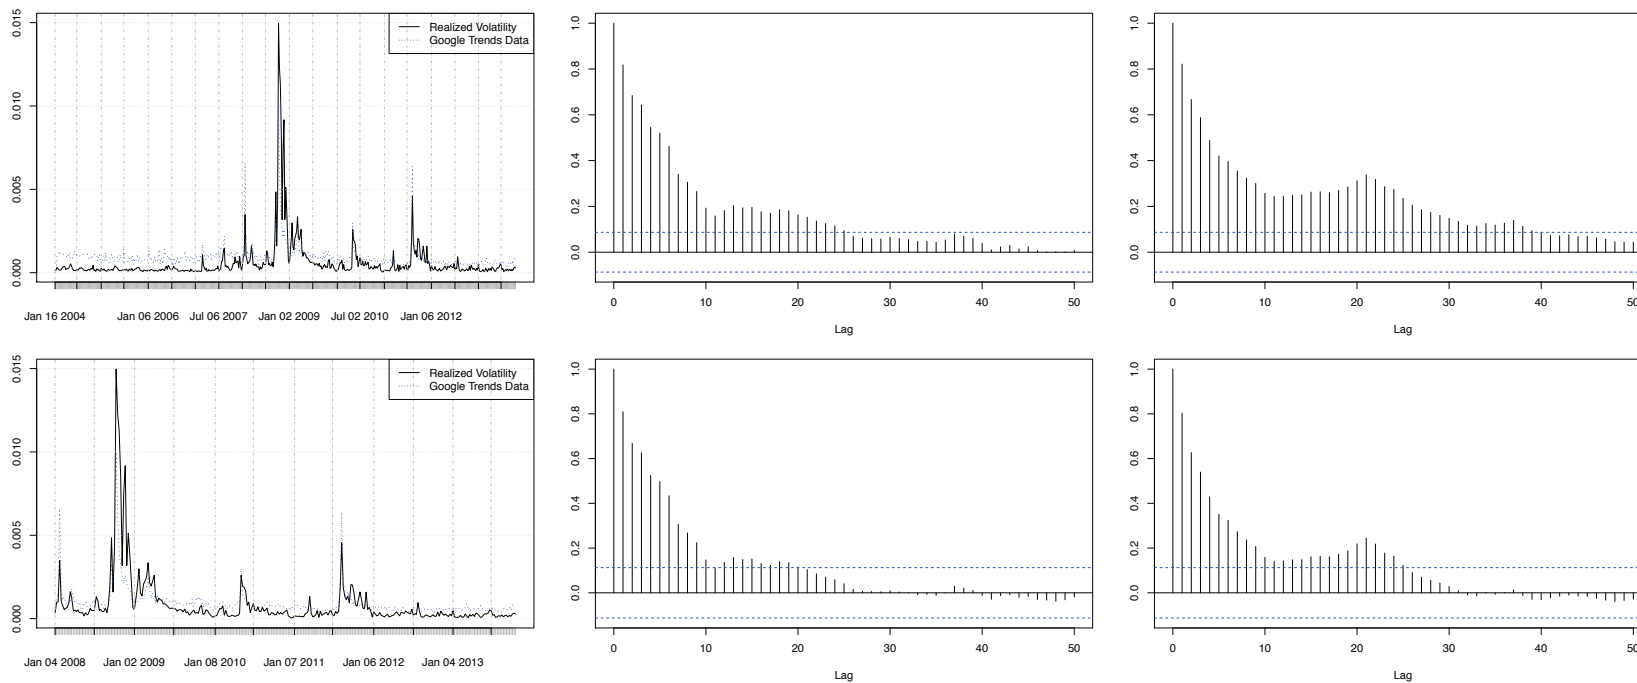 Realized Volatility
Google Trends Data
0.000 0.005 0.010 0.015
Jan 16 2004 Jan 06 2006 Jul 06 2007 Jan 02 2009 Jul 02 2010 Jan 06 2012
0.0 0.2 0.4 0.6 0.8 1.0
0 10 20 30 40 50
Lag
0.0 0.2 0.4 0.6 0.8 1.0
0 10 20 30 40 50
Lag
Realized Volatility
Google Trends Data
0.000 0.005 0.010 0.015
Jan 04 2008 Jan 02 2009 Jan 08 2010 Jan 07 2011 Jan 06 2012 Jan 04 2013
0.0 0.2 0.4 0.6 0.8 1.0
0 10 20 30 40 50
Lag
0.0 0.2 0.4 0.6 0.8 1.0
0 10 20 30 40 50
Lag